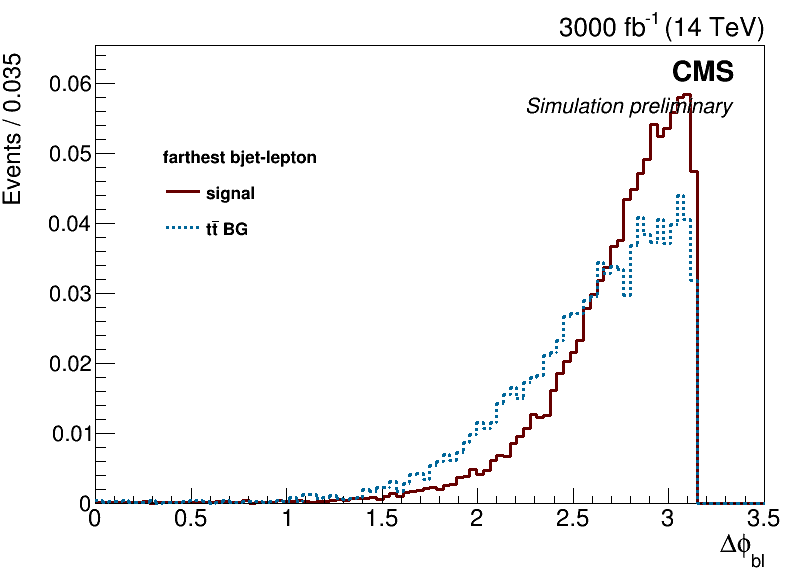 3000 fb⁻¹ (14 TeV)
CMS
Simulation preliminary
Events / 0.035
farthest bjet-lepton
signal
tt̄ BG
0.06
0.05
0.04
0.03
0.02
0.01
0
0 0.5 1 1.5 2 2.5 3 3.5
Δϕbl